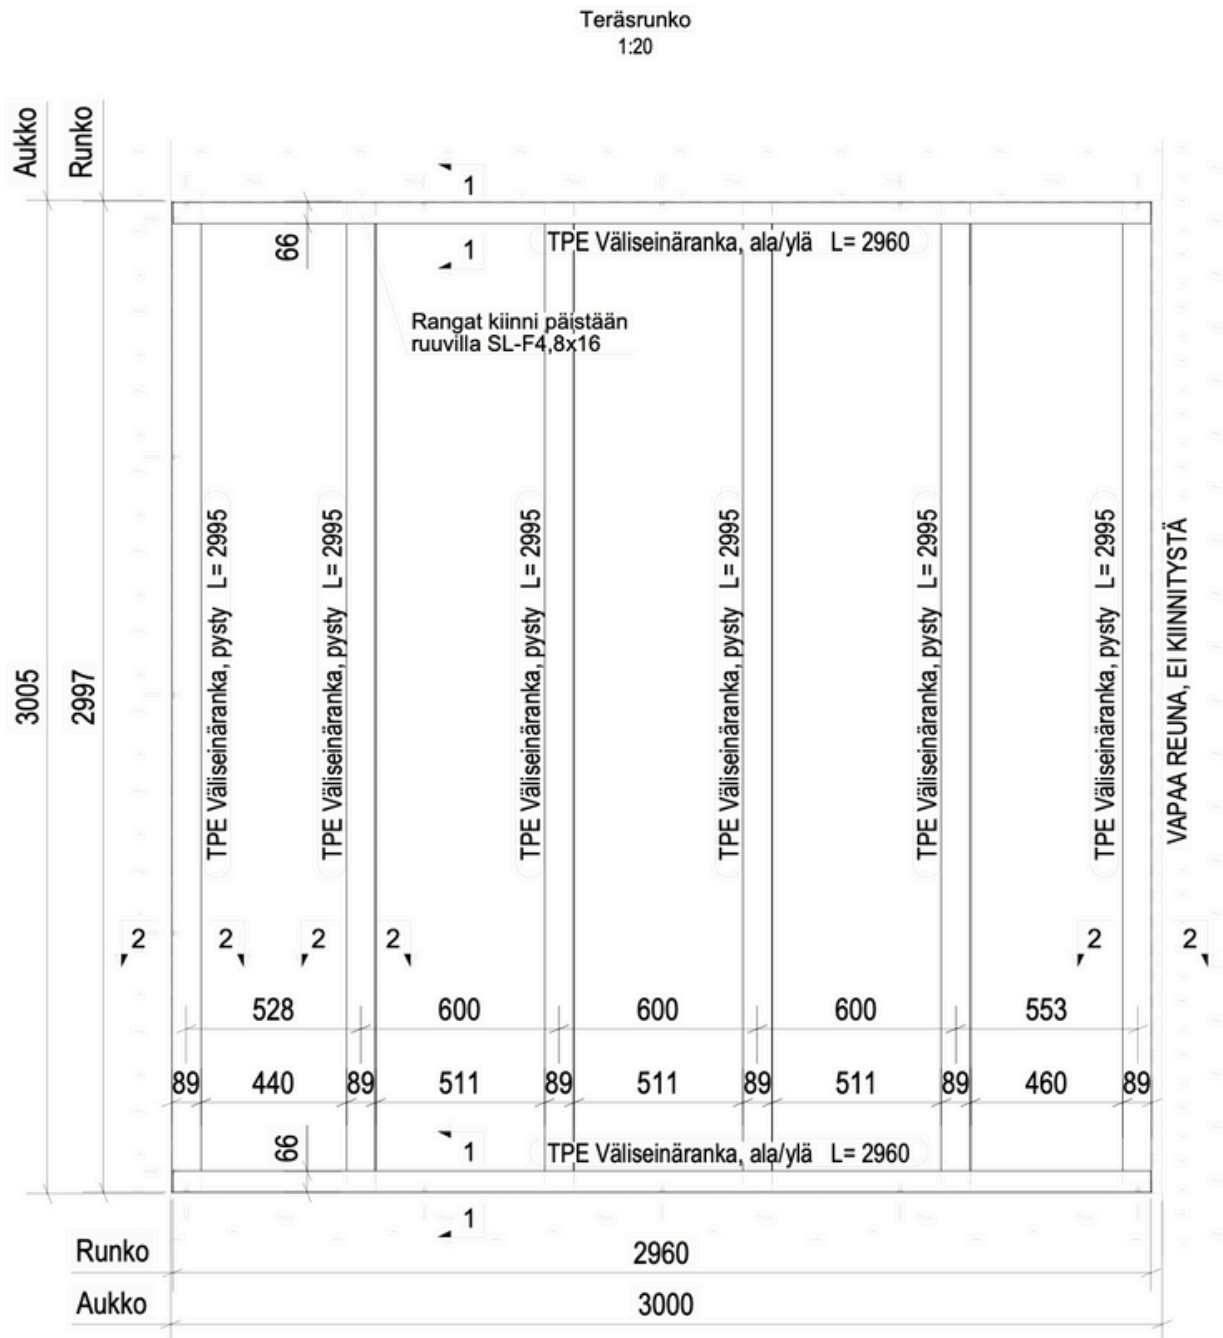 Teräsrunko
1:20
Aukko
Runko
1
66
1
TPE Väliseinäranka, ala/ylä L= 2960
Rangat kiinni päistään
ruuvilla SL-F4,8x16
3005
2997
TPE Väliseinäranka, pysty L= 2995
TPE Väliseinäranka, pysty L= 2995
TPE Väliseinäranka, pysty L= 2995
TPE Väliseinäranka, pysty L= 2995
TPE Väliseinäranka, pysty L= 2995
TPE Väliseinäranka, pysty L= 2995
VAPAA REUNA, EI KIINNITYSTÄ
2 2 2 2 2 2
528 600 600 600 553
89 440 89 511 89 511 89 511 89 460 89
66
1
TPE Väliseinäranka, ala/ylä L= 2960
1
Runko 2960
Aukko 3000